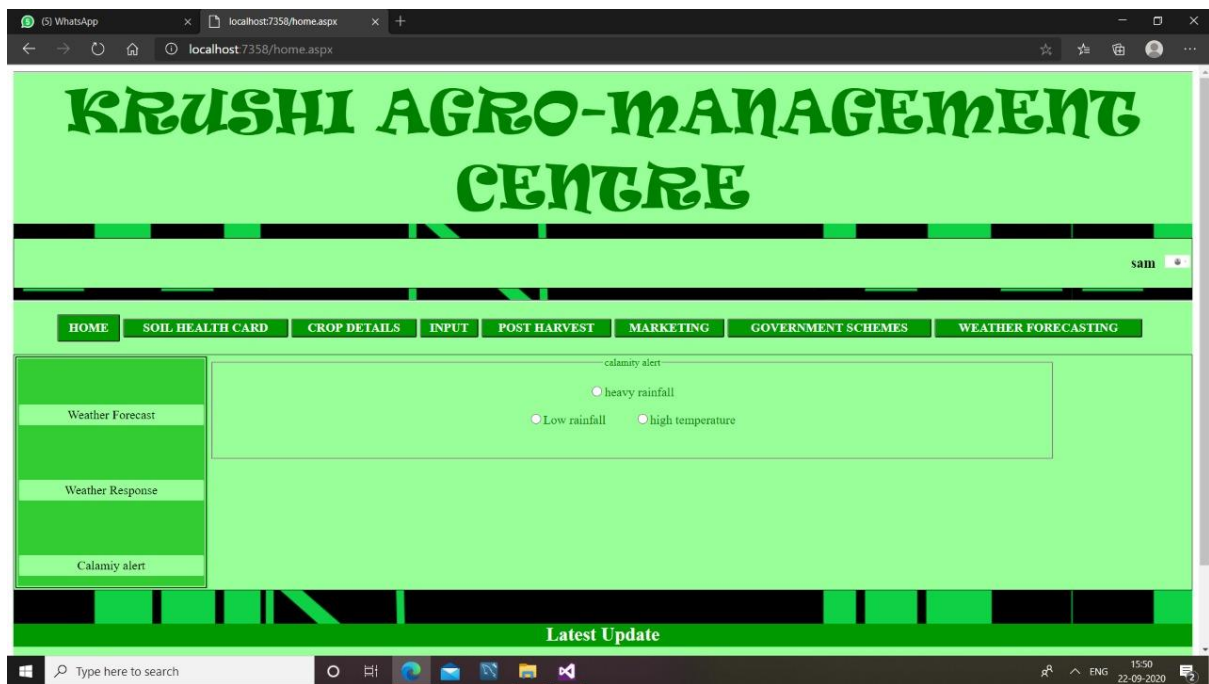 (5) WhatsApp
localhost:7358/home.aspx
localhost:7358/home.aspx
KRUSHI AGRO-MANAGEMENT
CENTRE
sam
HOME SOIL HEALTH CARD CROP DETAILS INPUT POST HARVEST MARKETING GOVERNMENT SCHEMES WEATHER FORECASTING
calamity alert
heavy rainfall
Low rainfall high temperature
Weather Forecast
Weather Response
Calamiy alert
Latest Update
Type here to search
ENG
15:50
22-09-2020
2